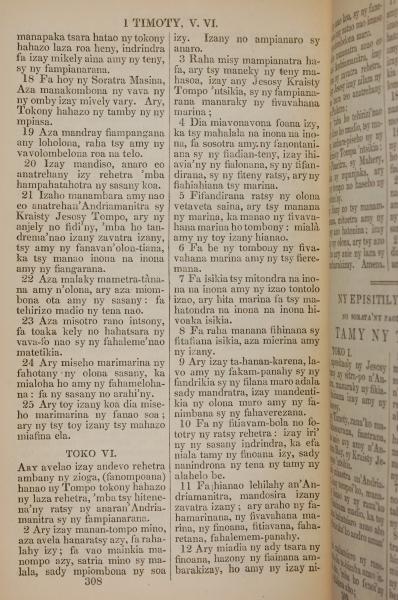 1 TIMOTY, V. VI.
manapaka tsara hatao ny tokony
hahazo laza roa heny, indrindra
fa izay mikely aina amy ny teny,
sy ny fampianarana.
18 Fa hoy ny Soratra Masina,
Aza manakombona ny vava ny
ny omby izay mively vary. Ary,
Tokony hahazo ny tamby ny ny
mpiasa.
19 Aza mandray fiampangana
any loholona, raha tsy amy ny
vavolombelona roa na telo.
20 Izay mandiso, anaro eo
anatrehany izy rehetra 'mba
hampahatahotra ny sasany koa.
21 Izaho manambara amy nao
eo anatrehan' Andriamanitra sy
Kraisty Jesosy Tompo, ary ny
anjely no fidi'ny, 'mba ho tan-
drema'nao izany zavatra izany,
tsy amy ny fanavan'olon-tiana,
ka tsy manao inona na inona
amy ny fiangarana.
22 Aza malaky mametra-tàna-
na amy n'olona, ary aza miom-
bona ota amy ny sasany: fa
tehirizo madio ny tena nao.
23 Aza misotro rano intsony,
fa toaka kely no hahatsara ny
vava-fo nao sy ny fahaleme'nao
matetika.
24 Ary miseho marimarina ny
fahotany ny olona sasany, ka
mialoha ho amy ny fahameloha-
na: fa ny sasany no arahi'ny.
25 Ary toy izany koa dia mise-
ho marimarina ny fanao soa;
ary ny tsy toy izany tsy mahazo
miafina ela.
TOKO VI.
ARY avelao izay andevo rehetra
ambany ny zioga, (fanompoana)
hanao ny Tompo tokony hahazo
ny laza rehetra, 'mba tsy hitene-
na'ny ratsy ny anaran'Andria-
manitra sy ny fampianarana.
2 Ary izay manan-tompo mino,
aza avela hanaratsy azy, fa raha-
lahy izy; fa vao mainkia ma-
nompo azy, satria mino sy ma-
lala, sady mpiombona ny soa
308
izy. Izany no ampianaro sy
anaro.
3 Raha misy mampianatra ha-
fa, ary tsy maneky ny teny ma-
hasoa, izay any Jesosy Kraisty
Tompo 'ntsikia, sy ny fampiana-
rana manaraky ny fivavahana
marina;
4 Dia miavonavona foana izy,
ka tsy mahalala na inona na ino-
na, fa sosotra amy ny fanontani-
ana sy ny fiadian-teny, izay ihi-
avia'ny ny fialonana, sy ny fifan-
dirana, sy ny fiteny ratsy, ary ny
fiahiahiana tsy marina.
5 Fifandirana ratsy ny olona
vetaveta saina, ary tsy manana
ny marina, ka manao ny fivava-
hana marina ho tombony: mialà
amy ny toy izany hianao.
6 Fa be ny tombony ny fiva-
vahana marina amy ny tsy fiere-
mana.
7 Fa isikia tsy mitondra na ino-
na na inona amy ny izao tontolo
izao, ary hita marina fa tsy ma-
hatondra na inona na inona hi-
voaka isikia.
8 Fa raha manana fihinana sy
fitafiana isikia, aza mierina amy
ny izany.
9 Ary izay ta-hanan-karena, la-
vo amy ny fakam-panahy sy ny
fandrikia sy ny filana maro adala
sady mandratra, izay mandenti-
kia ny olona maro amy ny fa-
nimbana sy ny fahaverezana.
10 Fa ny fitiavam-bola no fo-
totry ny ratsy rehetra: izay iri'
ny ny sasany indrindra, ka efa
niala tamy ny finoana izy, sady
nanindrona ny tena ny tamy ny
alahelo be.
11 Fa hianao lehilahy an'An-
driamanitra, mandosira izany
zavatra izany; ary araho ny fa-
hamarinana, ny fivavahana ma-
rina, ny finoana, fitiavana, faha-
retana, fahalemem-panahy.
12 Ary miadia ny ady tsara ny
finoana, hazony ny fiainana am-
barakizay, ho amy ny izay ni-
NY EPISITILY
TAMY NY
TOKO I.